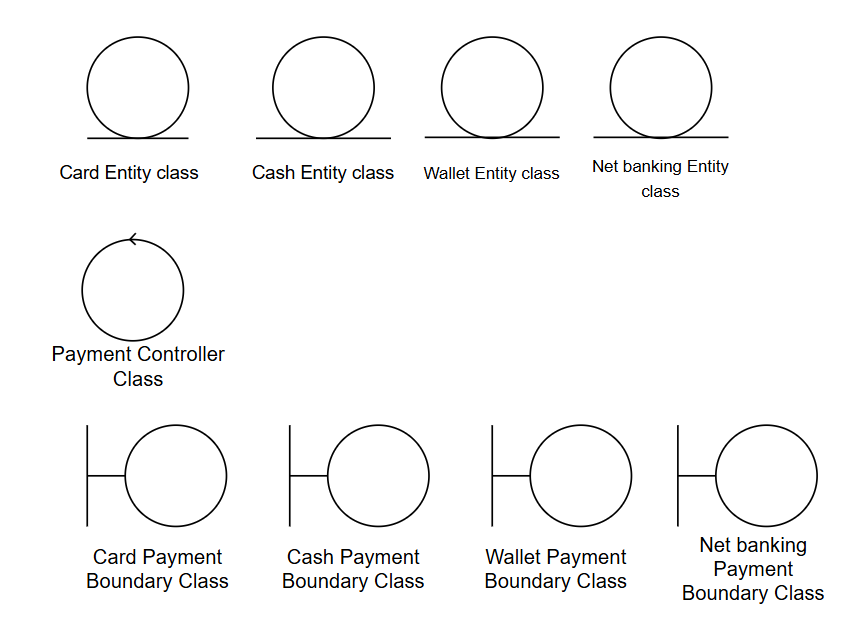 Card Entity class
Cash Entity class
Wallet Entity class
Net banking Entity
class
Payment Controller
Class
Card Payment
Boundary Class
Cash Payment
Boundary Class
Wallet Payment
Boundary Class
Net banking
Payment
Boundary Class